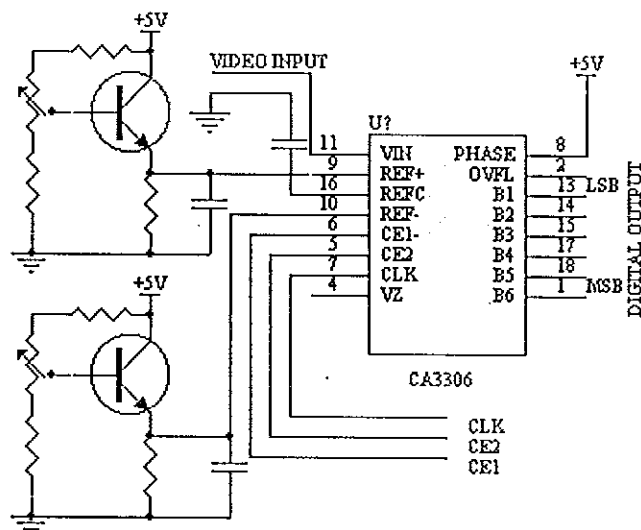 +5V
VIDEO INPUT
+5V
U?
11 VIN PHASE 8
9 REF+ OVFL 2
16 REFC B1 13 LSB
10 REF- B2 14
6 CE1- B3 15
5 CE2 B4 17
7 CLK B5 18
4 VZ B6 1 MSB
DIGITAL OUTPUT
CA3306
+5V
CLK
CE2
CE1